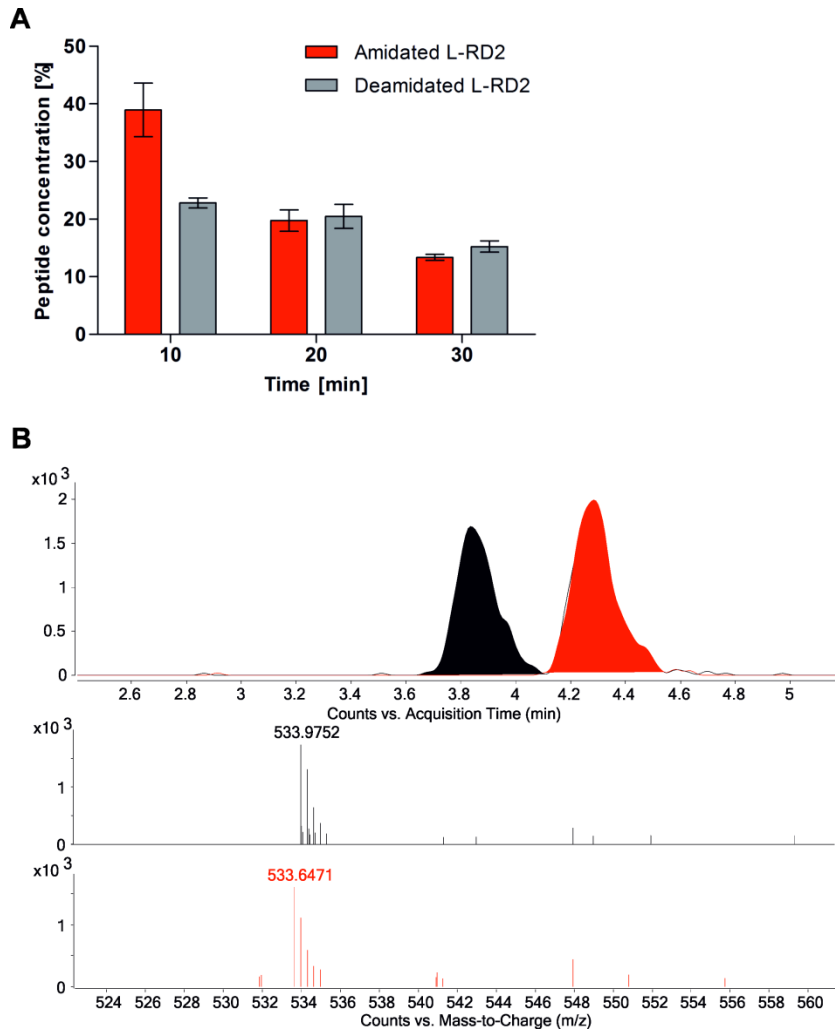 A
Peptide concentration [%]
50
40
30
20
10
0
Amidated L-RD2
Deamidated L-RD2
10 20 30
Time [min]
B
x10 3
2
1.5
1
0.5
0
2.6 2.8 3 3.2 3.4 3.6 3.8 4 4.2 4.4 4.6 4.8 5
Counts vs. Acquisition Time (min)
533.9752
x10 3
1
0
533.6471
x10 3
1
0
524 526 528 530 532 534 536 538 540 542 544 546 548 550 552 554 556 558 560
Counts vs. Mass-to-Charge (m/z)